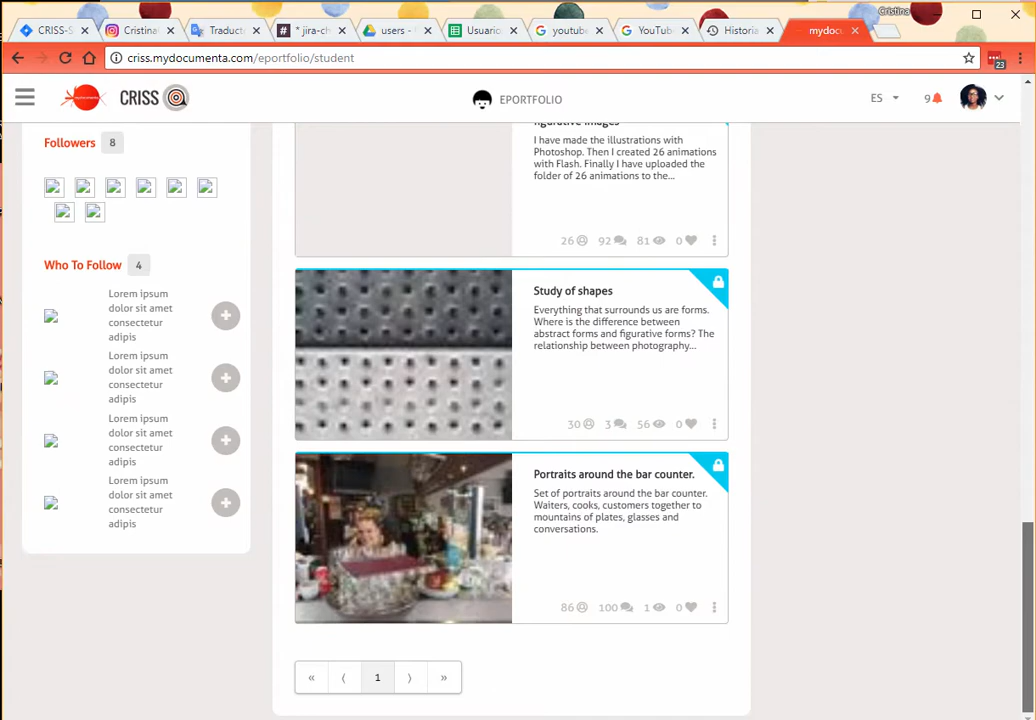 Cristina
CRISS-S
Cristina
Traduct
* jira-ch
users -
Usuario
youtube
YouTub
Historia
mydocu
criss.mydocumenta.com/eportfolio/student
23
CRISS
EPORTFOLIO
ES
9
Followers 8
Who To Follow 4
Lorem ipsum
dolor sit amet
consectetur
adipis
Lorem ipsum
dolor sit amet
consectetur
adipis
Lorem ipsum
dolor sit amet
consectetur
adipis
Lorem ipsum
dolor sit amet
consectetur
adipis
figurative images
I have made the illustrations with
Photoshop. Then I created 26 animations
with Flash. Finally I have uploaded the
folder of 26 animations to the...
26 92 81 0
Study of shapes
Everything that surrounds us are forms.
Where is the difference between
abstract forms and figurative forms? The
relationship between photography...
30 3 56 0
Portraits around the bar counter.
Set of portraits around the bar counter.
Waiters, cooks, customers together to
mountains of plates, glasses and
conversations.
86 100 1 0
« ⟨ 1 ⟩ »